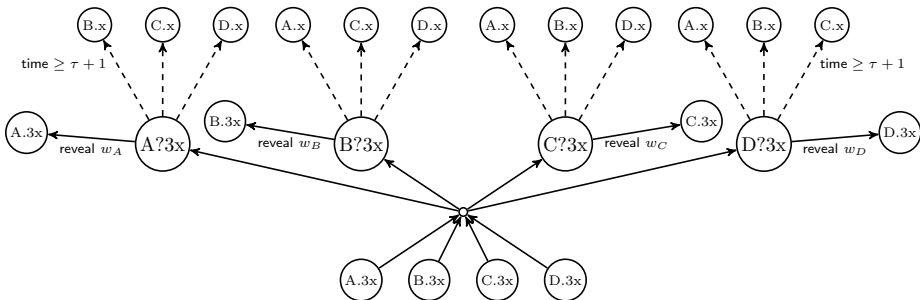 B.x C.x D.x A.x C.x D.x A.x B.x D.x A.x B.x C.x
time ≥ τ + 1 time ≥ τ + 1
A.3x A?3x B.3x B?3x C?3x C.3x D?3x D.3x
reveal w_A reveal w_B reveal w_C reveal w_D
A.3x B.3x C.3x D.3x